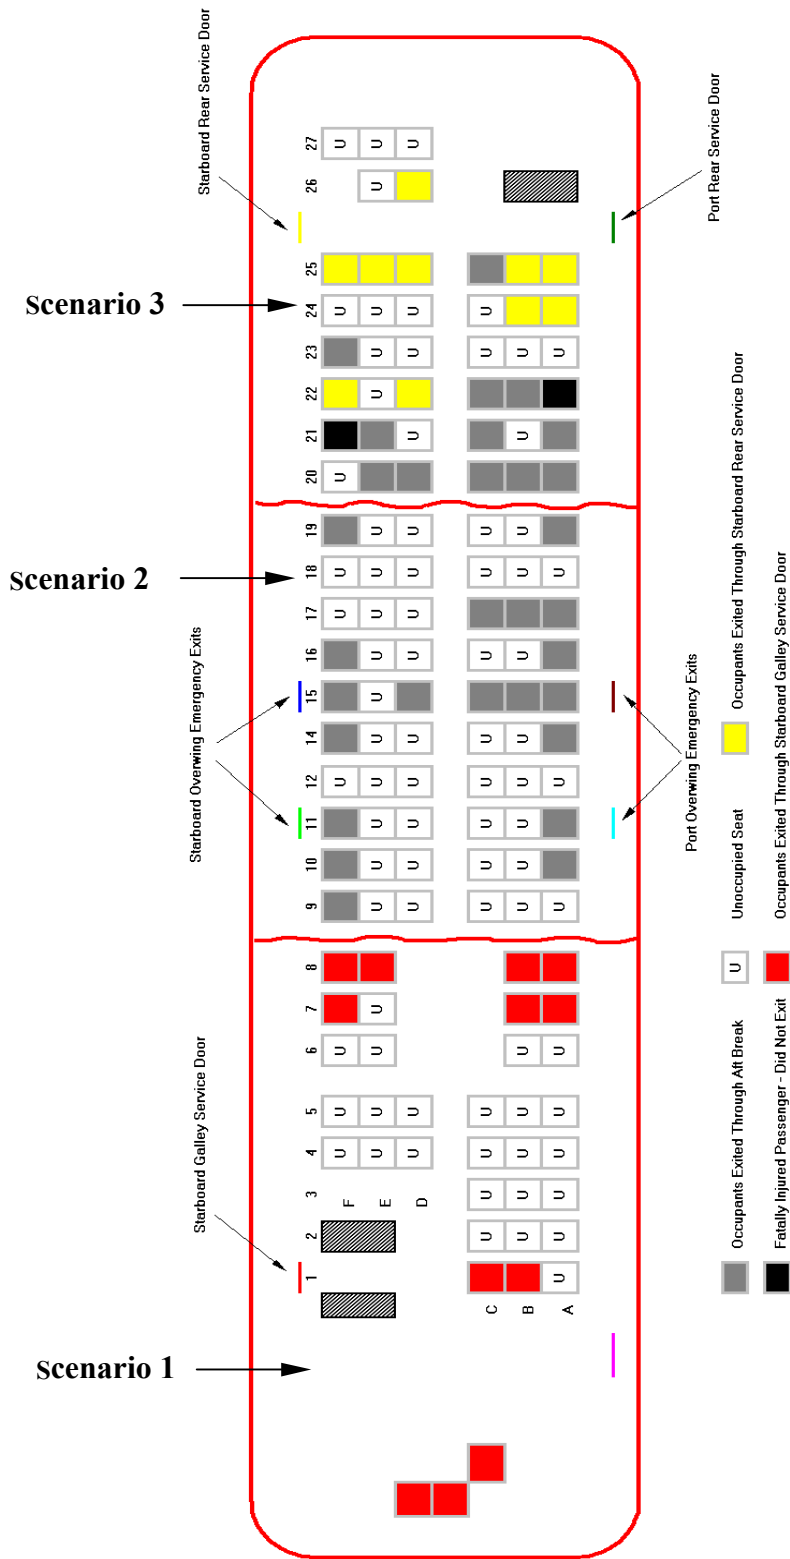 Starboard Rear Service Door
Port Rear Service Door
27 U U U
26 U
25
Scenario 3
24 U U U U
23 U U U U U
22 U
21 U U
20 U
19 U U U U
Scenario 2
18 U U U U U U
17 U U U
16 U U U U
Starboard Overwing Emergency Exits
15 U
14 U U U U
12 U U U U U U
Port Overwing Emergency Exits
11 U U U U
10 U U U U
9 U U U U U
8
7 U
6 U U U U
Starboard Galley Service Door
5 U U U U U U
4 U U U U U U
3 F E D U U U
2 U U U
1 U
C B A
Scenario 1
Occupants Exited Through Aft Break
U Unoccupied Seat
Occupants Exited Through Starboard Rear Service Door
Fatally Injured Passenger - Did Not Exit
Occupants Exited Through Starboard Galley Service Door